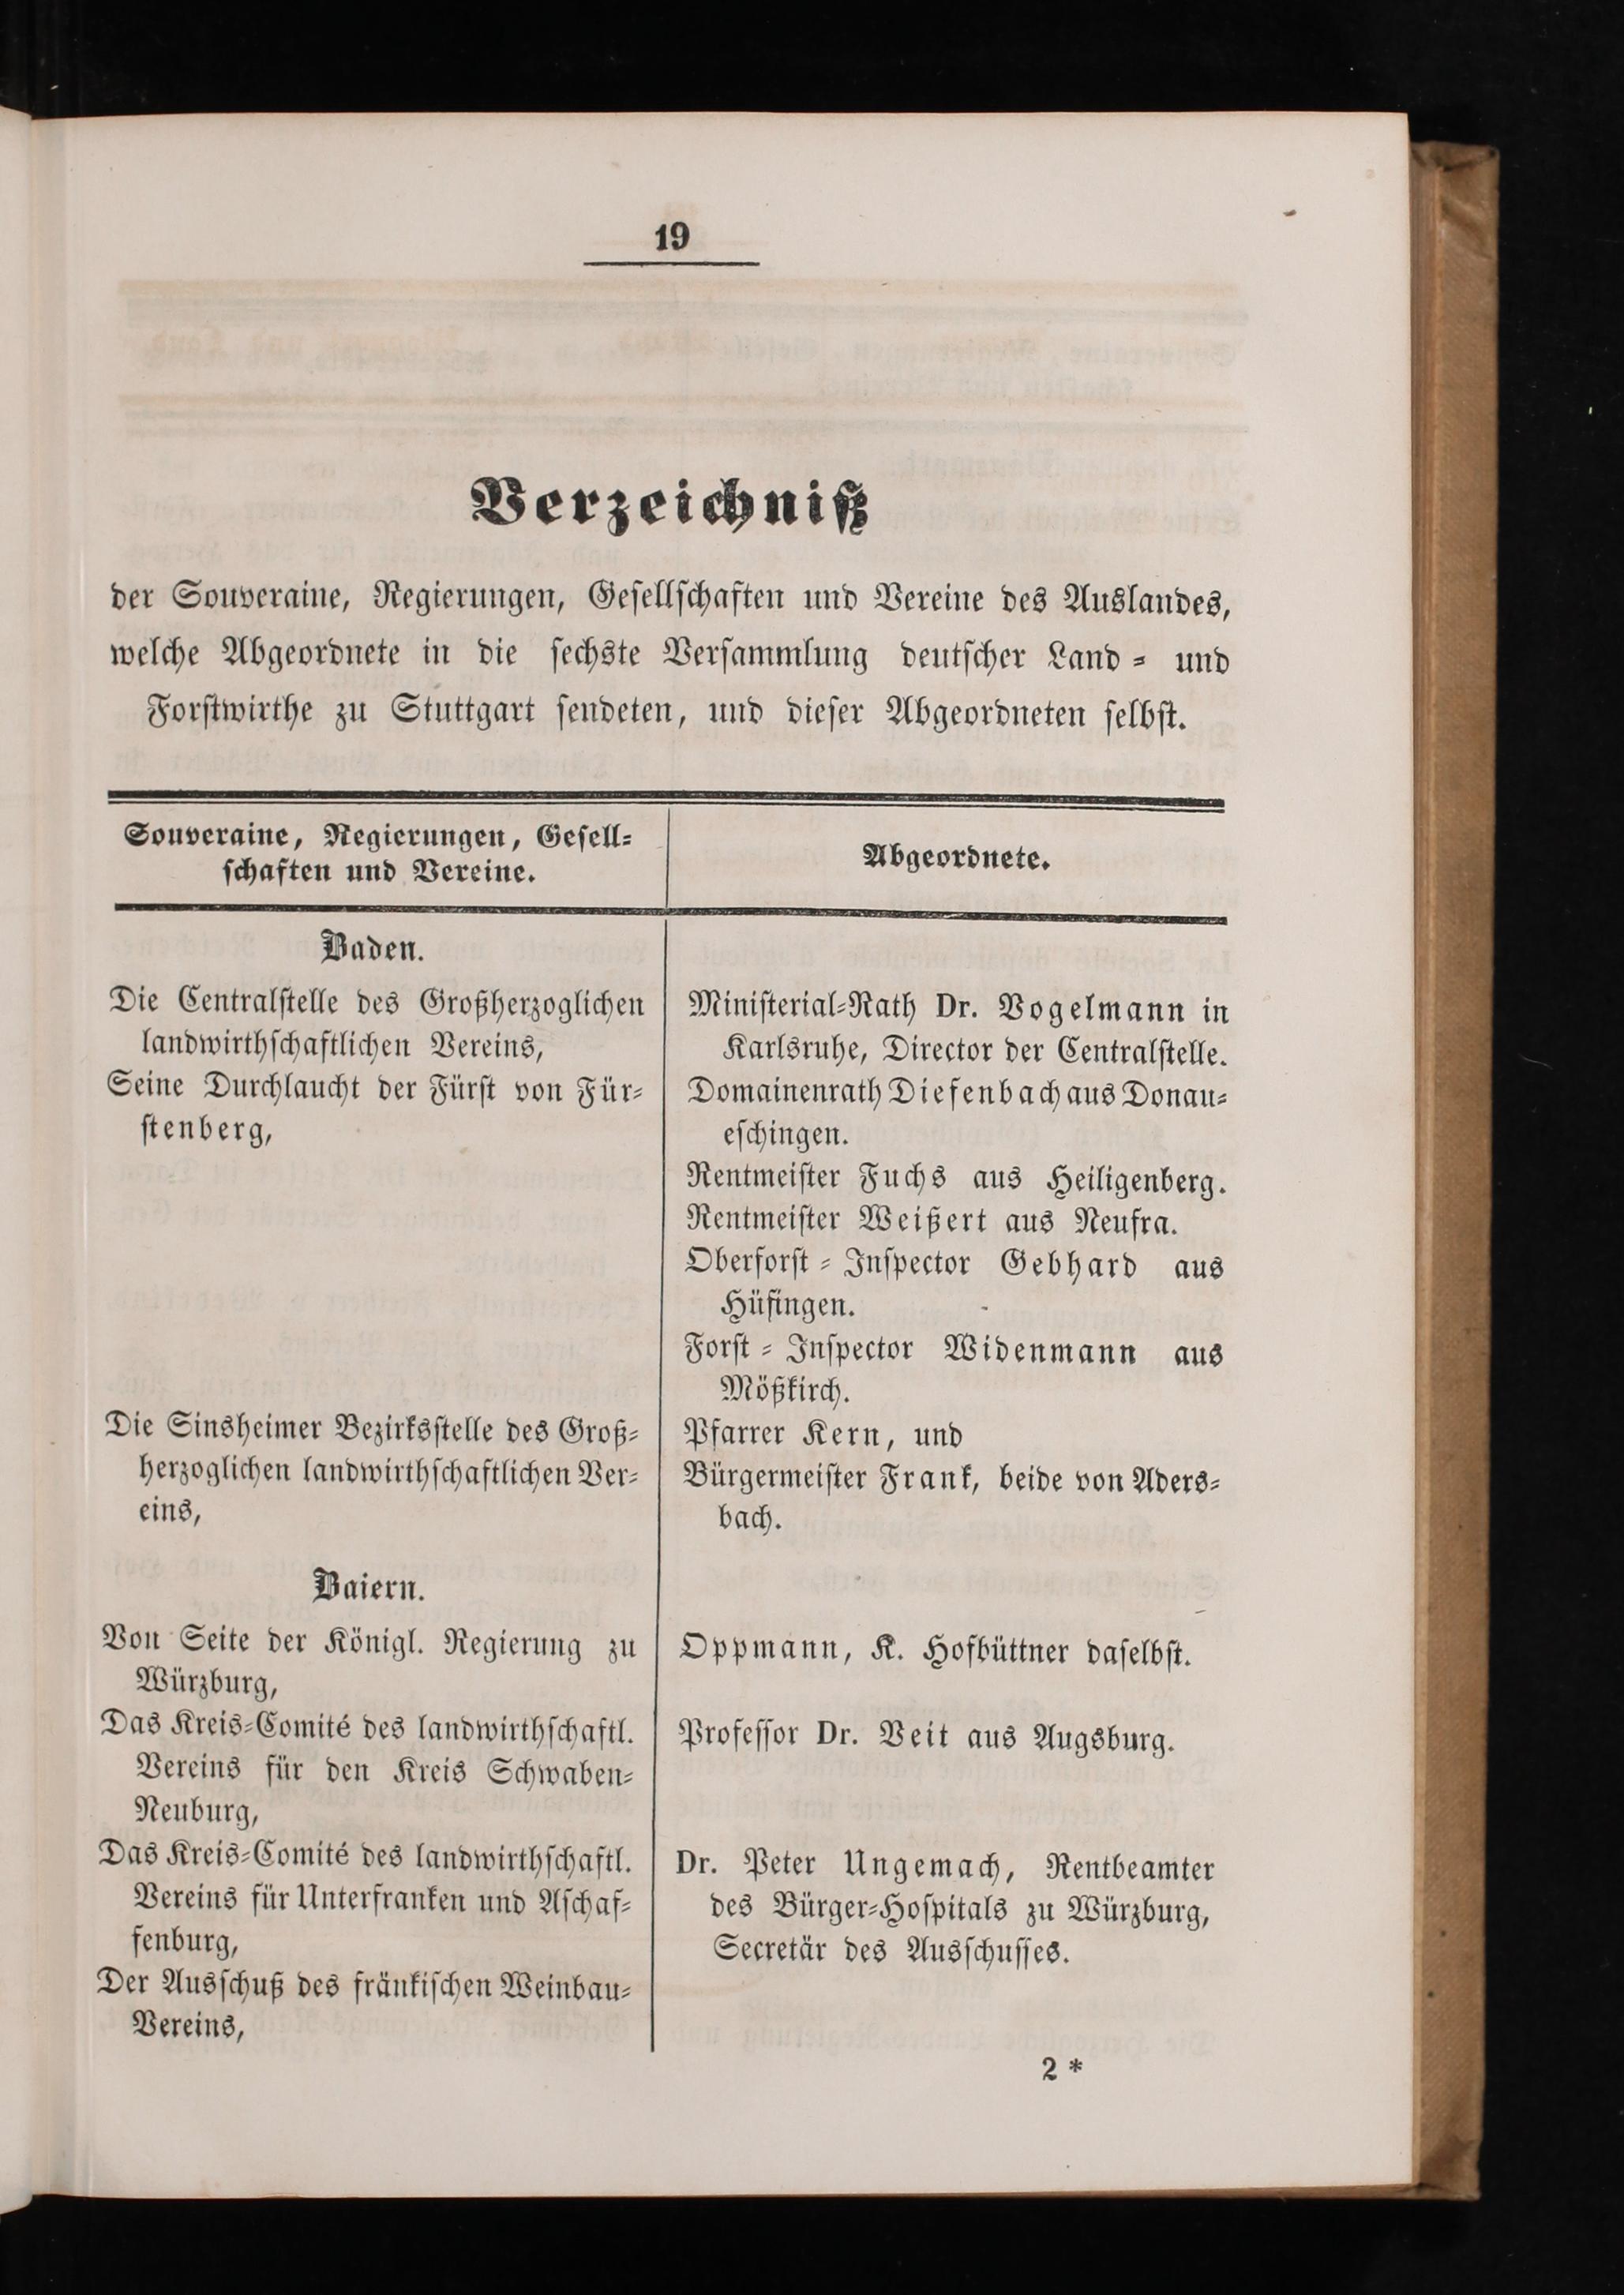 19
Verzeichniß
der Souveraine, Regierungen, Gesellschaften und Vereine des Auslandes,
welche Abgeordnete in die sechste Versammlung deutscher Land- und
Forstwirthe zu Stuttgart sendeten, und dieser Abgeordneten selbst.
Souveraine, Regierungen, Gesell-
schaften und Vereine.
Abgeordnete.
Baden.
Die Centralstelle des Großherzoglichen
landwirthschaftlichen Vereins,
Seine Durchlaucht der Fürst von Für-
stenberg,
Ministerial-Rath Dr. Vogelmann in
Karlsruhe, Director der Centralstelle.
Domainenrath Diefenbach aus Donau-
eschingen.
Rentmeister Fuchs aus Heiligenberg.
Rentmeister Weißert aus Neufra.
Oberforst-Inspector Gebhard aus
Hüfingen.
Forst-Inspector Widenmann aus
Mößkirch.
Die Sinsheimer Bezirksstelle des Groß-
herzoglichen landwirthschaftlichen Ver-
eins,
Pfarrer Kern, und
Bürgermeister Frank, beide von Aders-
bach.
Baiern.
Von Seite der Königl. Regierung zu
Würzburg,
Oppmann, K. Hofbüttner daselbst.
Das Kreis-Comité des landwirthschaftl.
Vereins für den Kreis Schwaben-
Neuburg,
Professor Dr. Veit aus Augsburg.
Das Kreis-Comité des landwirthschaftl.
Vereins für Unterfranken und Aschaf-
fenburg,
Der Ausschuß des fränkischen Weinbau-
Vereins,
Dr. Peter Ungemach, Rentbeamter
des Bürger-Hospitals zu Würzburg,
Secretär des Ausschusses.
2 *